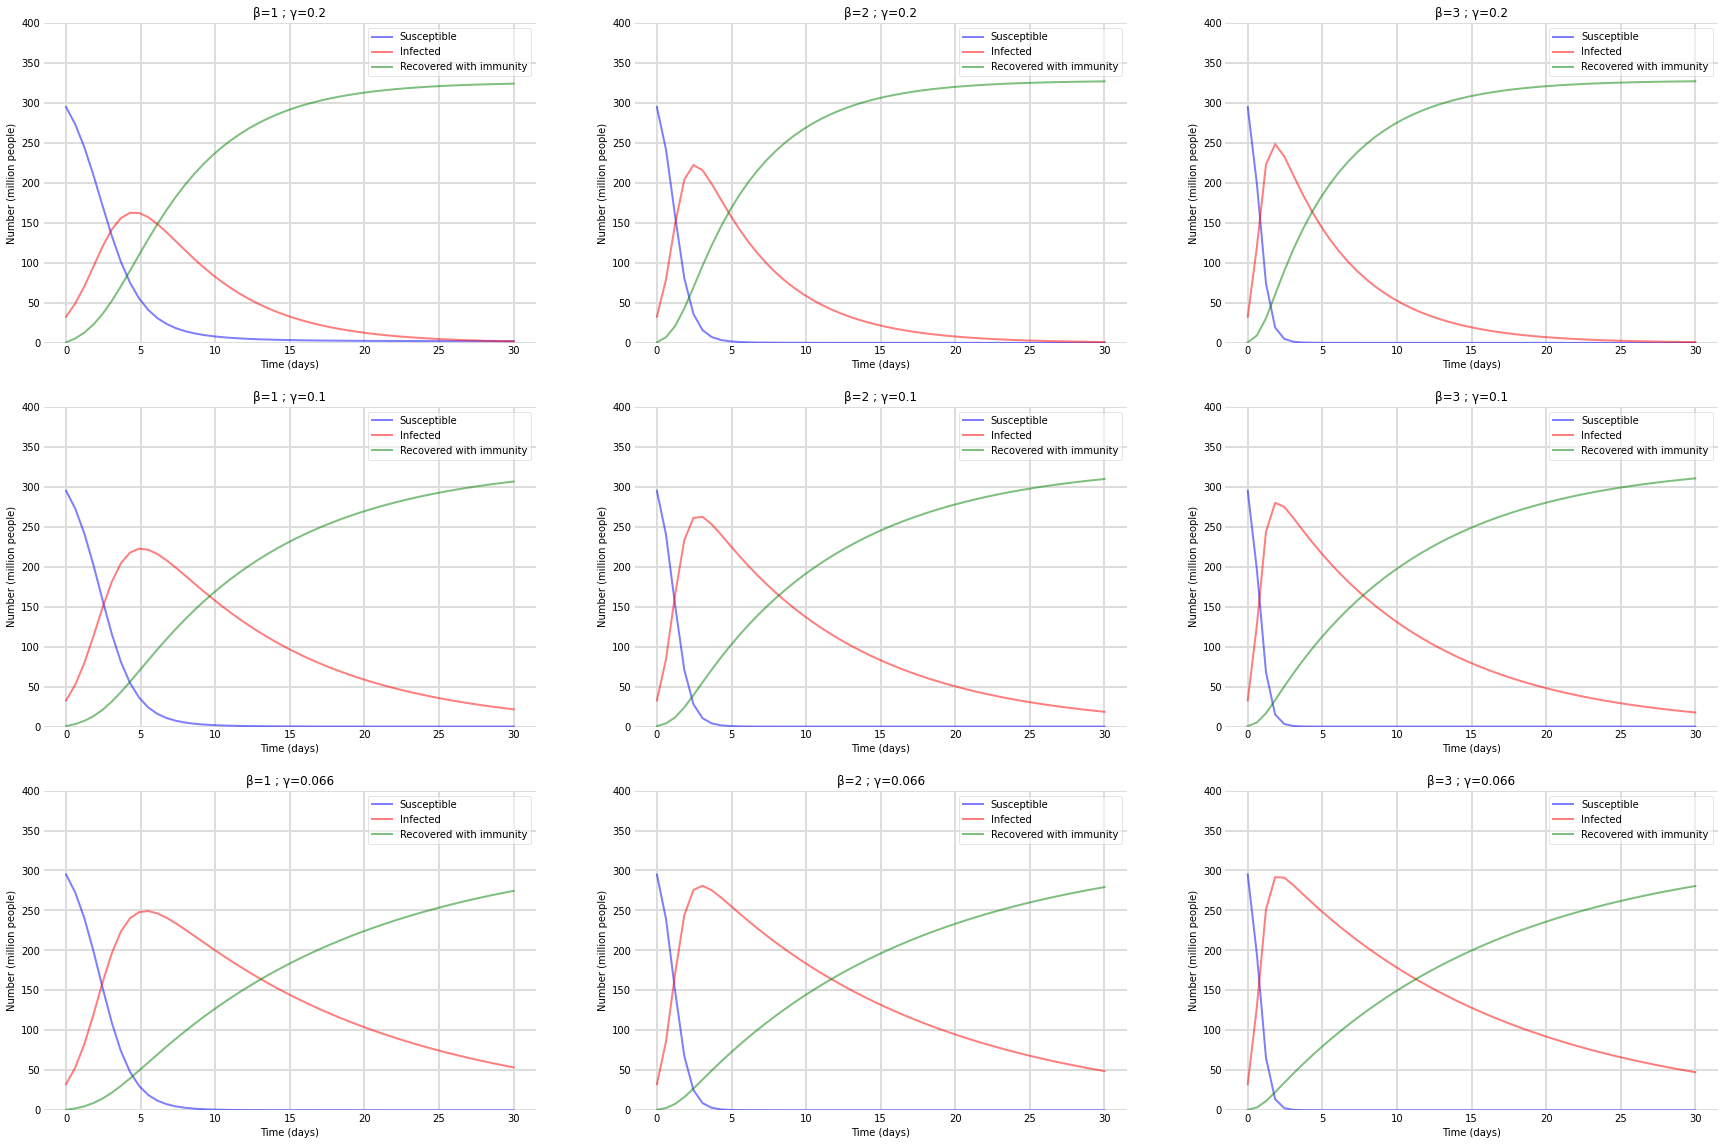 β=1 ; γ=0.2
400
350
300
250
200
150
100
50
0
Number (million people)
Susceptible
Infected
Recovered with immunity
0 5 10 15 20 25 30
Time (days)
β=2 ; γ=0.2
400
350
300
250
200
150
100
50
0
Number (million people)
Susceptible
Infected
Recovered with immunity
0 5 10 15 20 25 30
Time (days)
β=3 ; γ=0.2
400
350
300
250
200
150
100
50
0
Number (million people)
Susceptible
Infected
Recovered with immunity
0 5 10 15 20 25 30
Time (days)
β=1 ; γ=0.1
400
350
300
250
200
150
100
50
0
Number (million people)
Susceptible
Infected
Recovered with immunity
0 5 10 15 20 25 30
Time (days)
β=2 ; γ=0.1
400
350
300
250
200
150
100
50
0
Number (million people)
Susceptible
Infected
Recovered with immunity
0 5 10 15 20 25 30
Time (days)
β=3 ; γ=0.1
400
350
300
250
200
150
100
50
0
Number (million people)
Susceptible
Infected
Recovered with immunity
0 5 10 15 20 25 30
Time (days)
β=1 ; γ=0.066
400
350
300
250
200
150
100
50
0
Number (million people)
Susceptible
Infected
Recovered with immunity
0 5 10 15 20 25 30
Time (days)
β=2 ; γ=0.066
400
350
300
250
200
150
100
50
0
Number (million people)
Susceptible
Infected
Recovered with immunity
0 5 10 15 20 25 30
Time (days)
β=3 ; γ=0.066
400
350
300
250
200
150
100
50
0
Number (million people)
Susceptible
Infected
Recovered with immunity
0 5 10 15 20 25 30
Time (days)